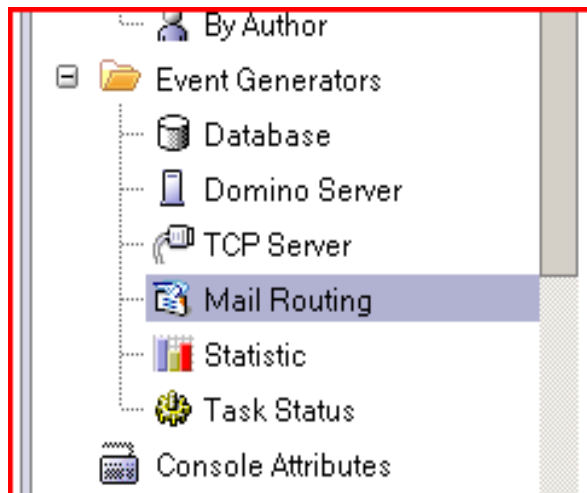 By Author
Event Generators
Database
Domino Server
TCP Server
Mail Routing
Statistic
Task Status
Console Attributes